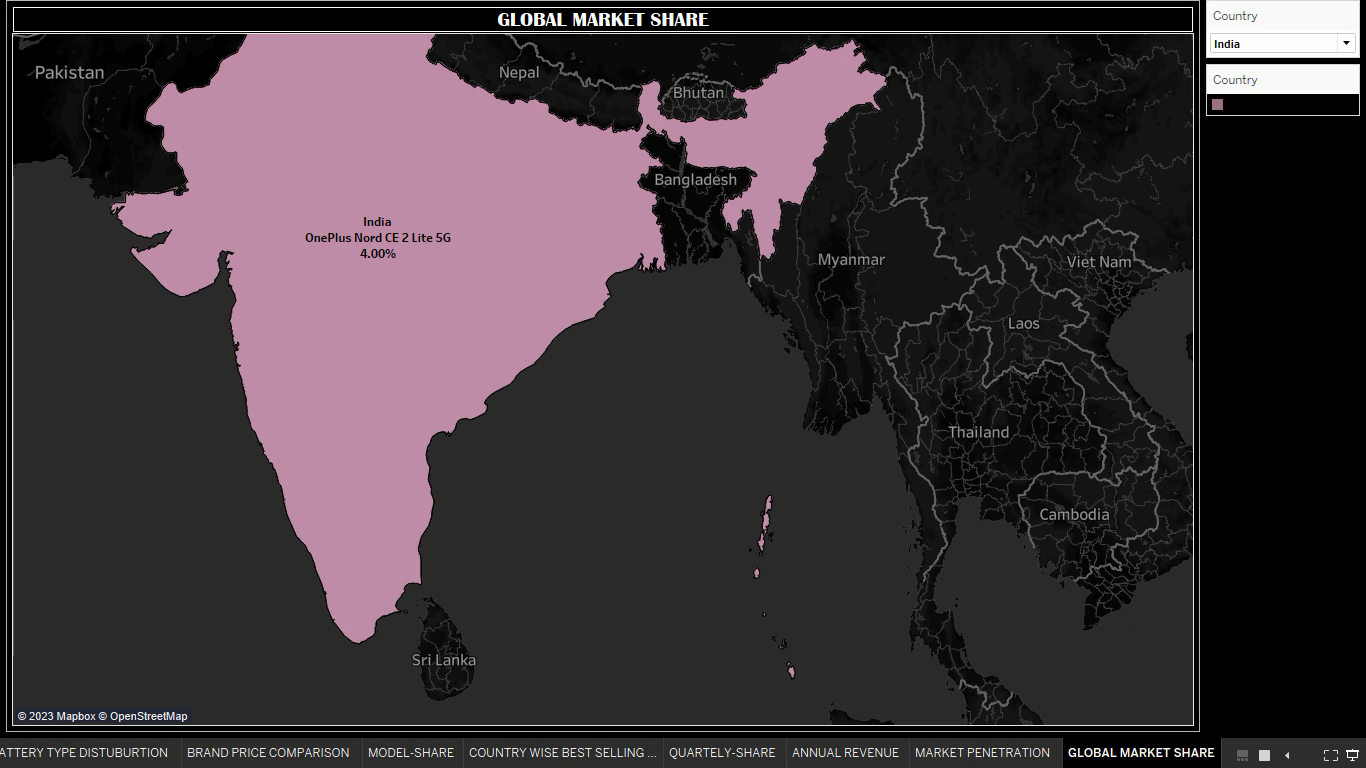 GLOBAL MARKET SHARE
Country
India
Country
Pakistan
Nepal
Bhutan
Bangladesh
India
OnePlus Nord CE 2 Lite 5G
4.00%
Myanmar
Viet Nam
Laos
Thailand
Cambodia
Sri Lanka
© 2023 Mapbox © OpenStreetMap
ATTERY TYPE DISTUBURTION
BRAND PRICE COMPARISON
MODEL-SHARE
COUNTRY WISE BEST SELLING ...
QUARTELY-SHARE
ANNUAL REVENUE
MARKET PENETRATION
GLOBAL MARKET SHARE